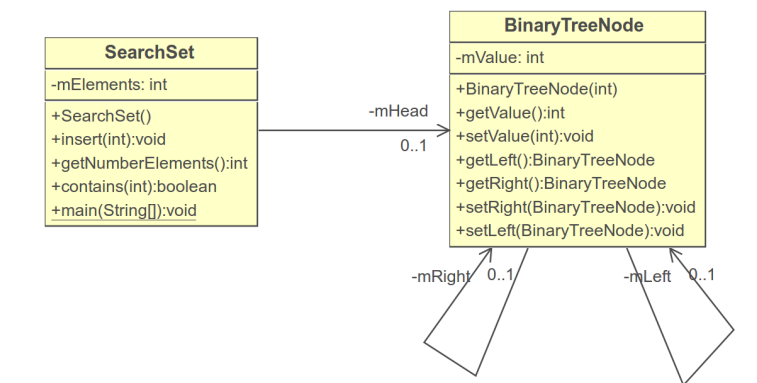 SearchSet
-mElements: int
+SearchSet()
+insert(int):void
+getNumberElements():int
+contains(int):boolean
+main(String[]):void
-mHead
0..1
BinaryTreeNode
-mValue: int
+BinaryTreeNode(int)
+getValue():int
+setValue(int):void
+getLeft():BinaryTreeNode
+getRight():BinaryTreeNode
+setRight(BinaryTreeNode):void
+setLeft(BinaryTreeNode):void
-mRight 0..1
-mLeft 0..1